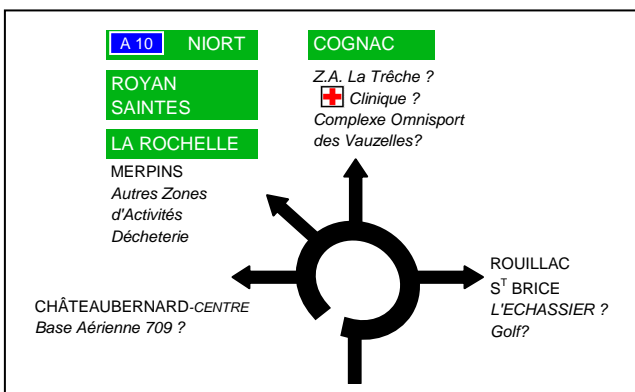 A 10 NIORT
ROYAN
SAINTES
LA ROCHELLE
MERPINS
Autres Zones
d'Activités
Décheterie
COGNAC
Z.A. La Trêche ?
Clinique ?
Complexe Omnisport
des Vauzelles?
CHÂTEAUBERNARD-CENTRE
Base Aérienne 709 ?
ROUILLAC
Sᵀ BRICE
L'ECHASSIER ?
Golf?